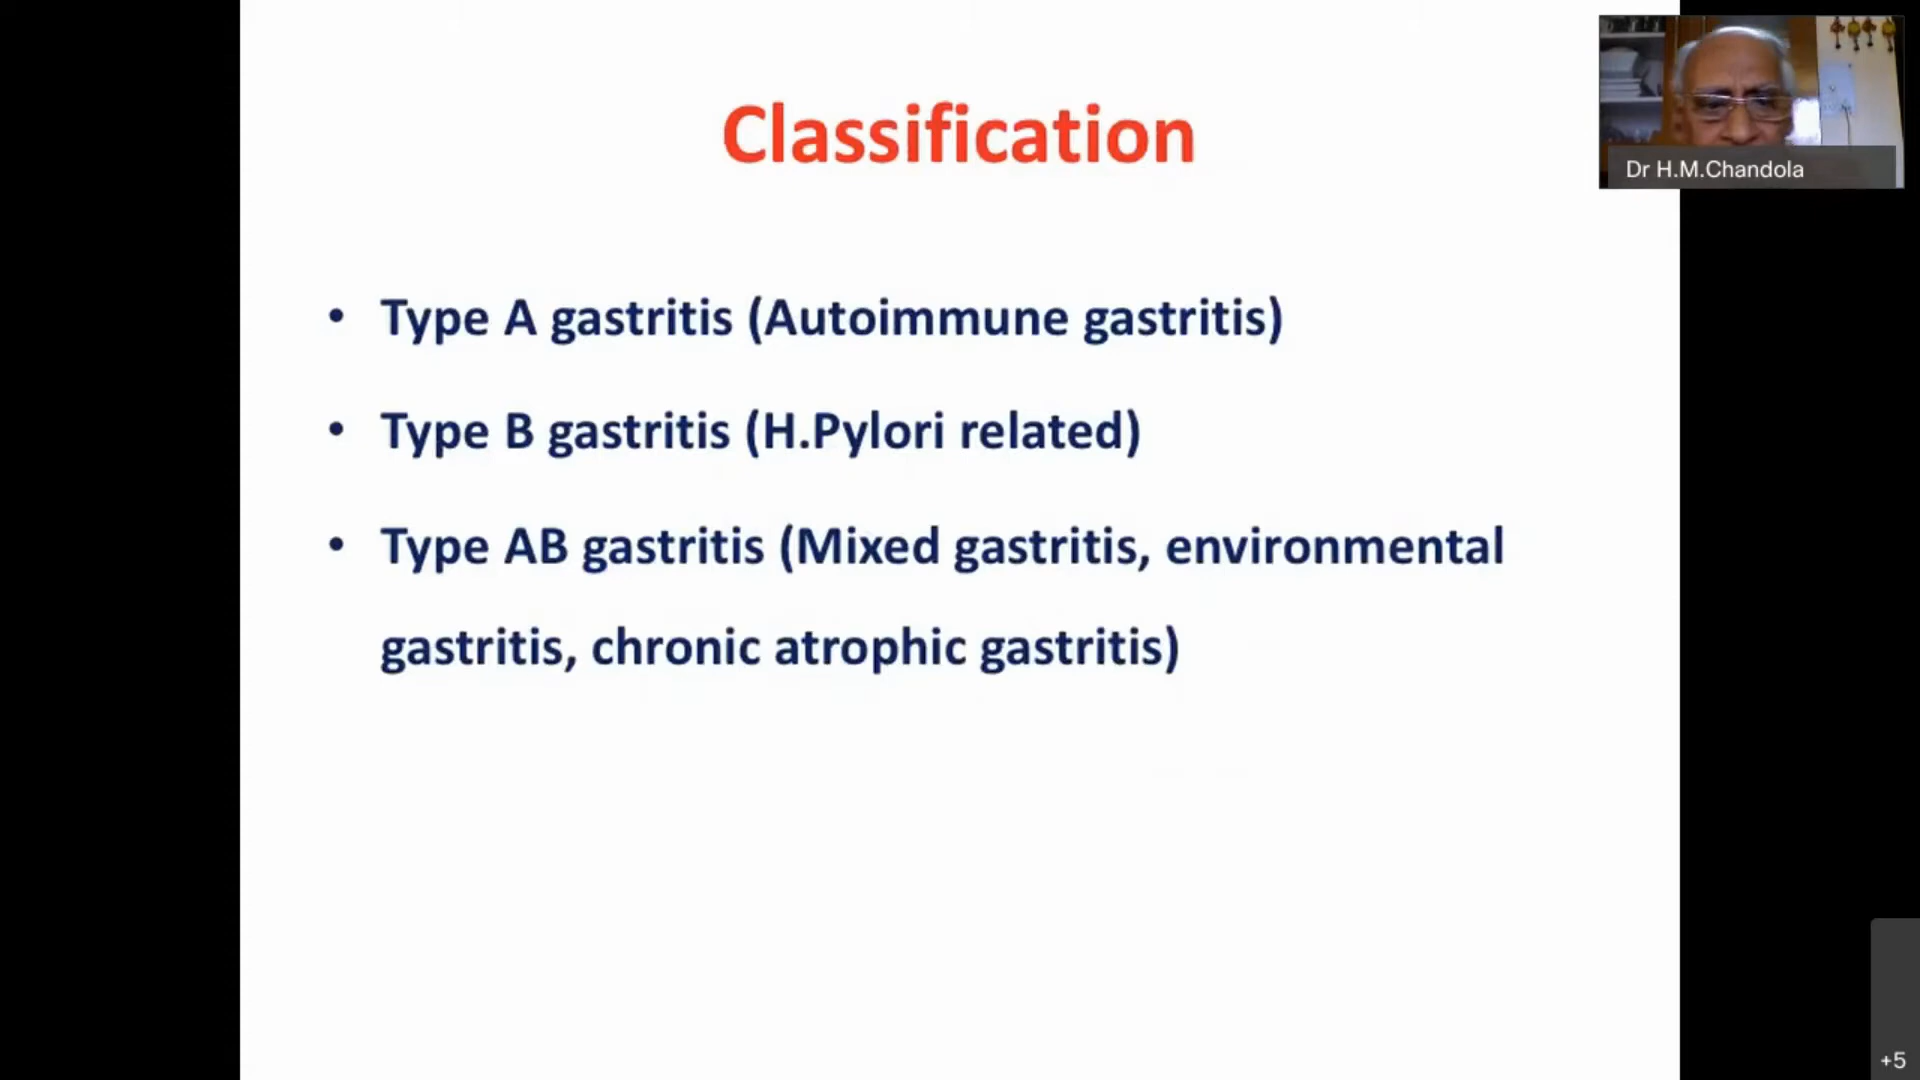 Classification
Dr H.M.Chandola
• Type A gastritis (Autoimmune gastritis)
• Type B gastritis (H.Pylori related)
• Type AB gastritis (Mixed gastritis, environmental
gastritis, chronic atrophic gastritis)
+5